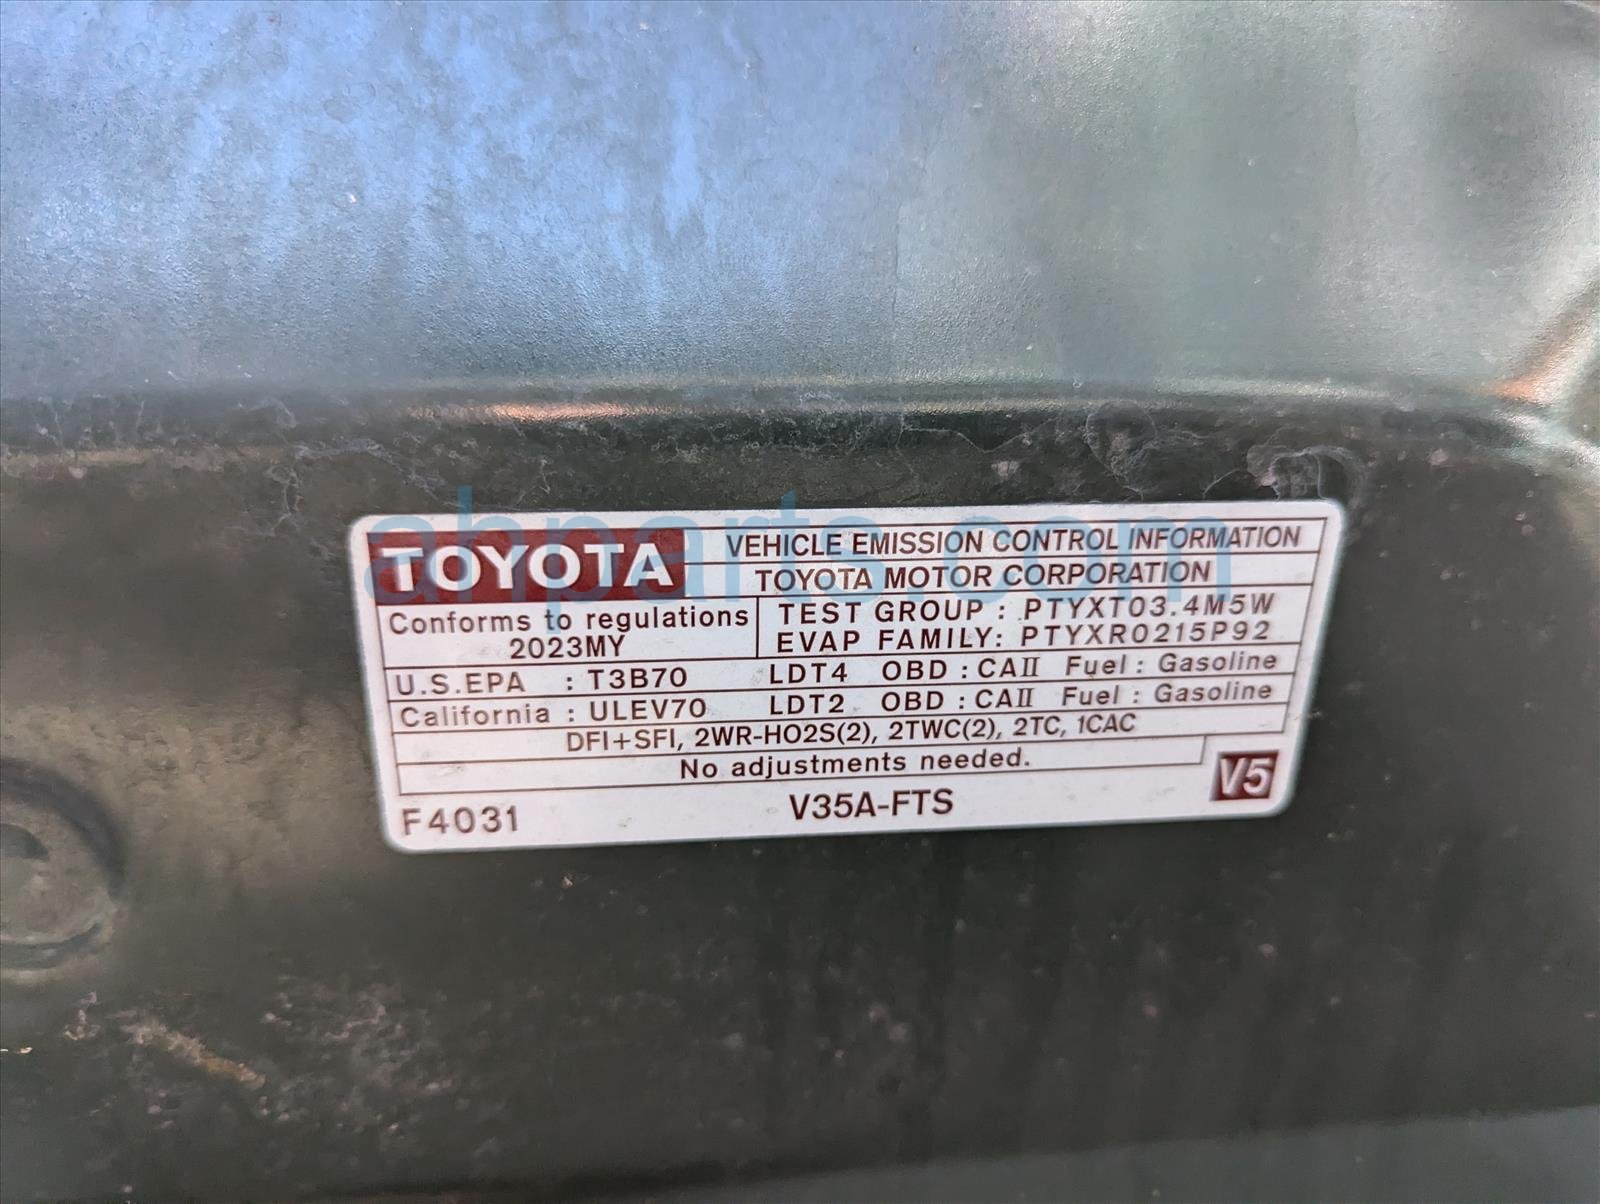 TOYOTA
VEHICLE EMISSION CONTROL INFORMATION
TOYOTA MOTOR CORPORATION
Conforms to regulations
2023MY
TEST GROUP : PTYXT03.4M5W
EVAP FAMILY: PTYXR0215P92
U.S.EPA : T3B70 LDT4 OBD : CAⅡ Fuel : Gasoline
California : ULEV70 LDT2 OBD : CAⅡ Fuel : Gasoline
DFI+SFI, 2WR-HO2S(2), 2TWC(2), 2TC, 1CAC
No adjustments needed.
F4031 V35A-FTS V5
ahparts.com